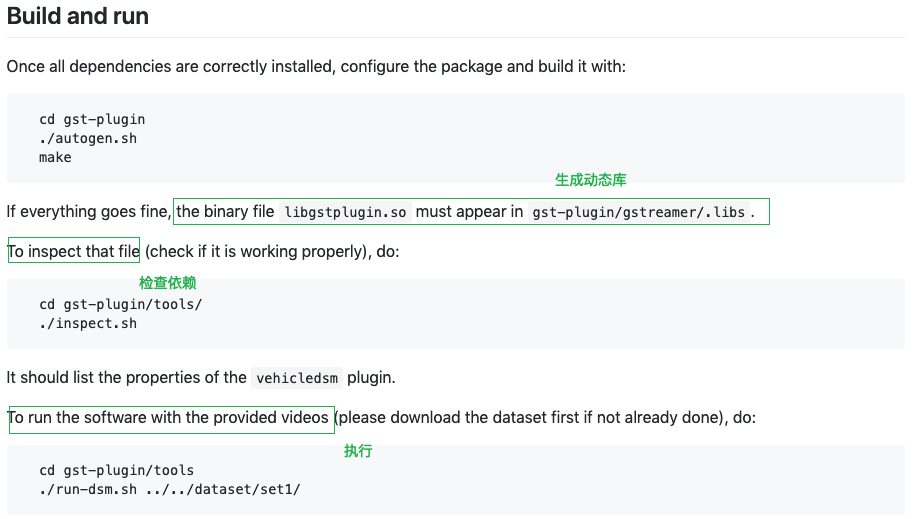 Build and run
Once all dependencies are correctly installed, configure the package and build it with:
cd gst-plugin
./autogen.sh
make
生成动态库
If everything goes fine, the binary file libgstplugin.so must appear in gst-plugin/gstreamer/.libs.
To inspect that file (check if it is working properly), do:
检查依赖
cd gst-plugin/tools/
./inspect.sh
It should list the properties of the vehicledsm plugin.
To run the software with the provided videos (please download the dataset first if not already done), do:
执行
cd gst-plugin/tools
./run-dsm.sh ../../dataset/set1/